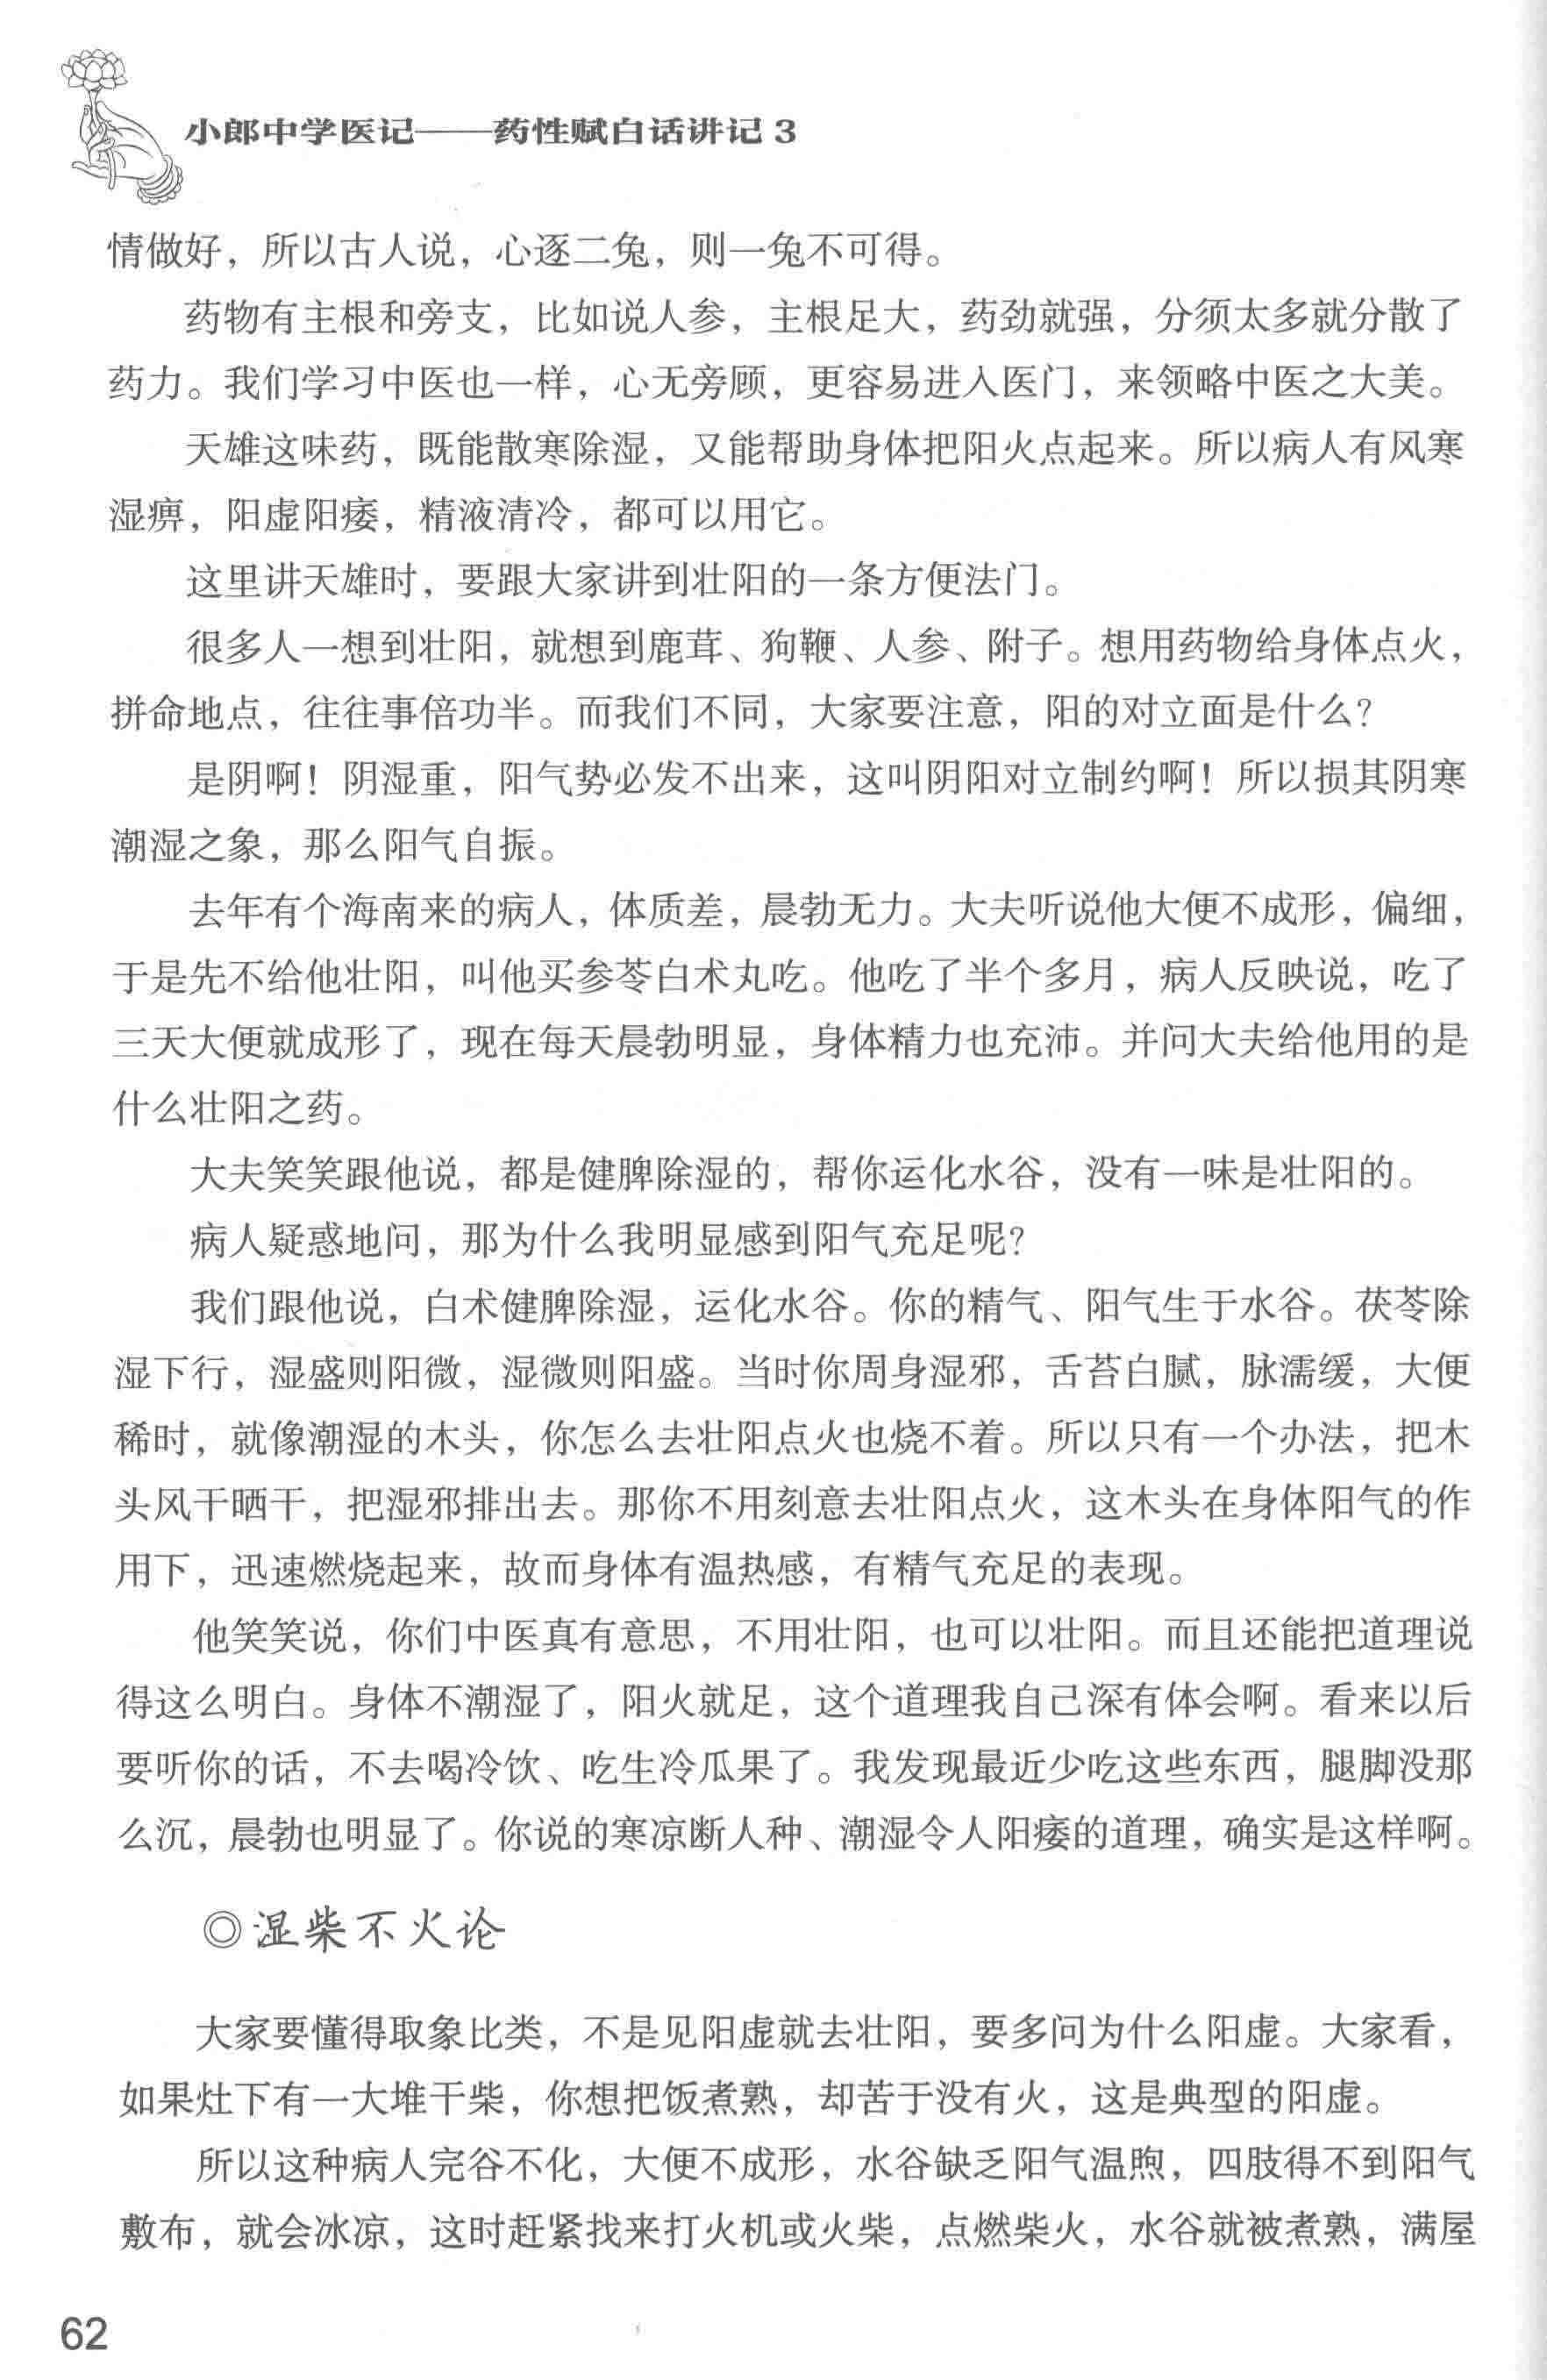 小郎中学医记——药性赋白话讲记3
情做好，所以古人说，心逐二兔，则一兔不可得。
药物有主根和旁支，比如说人参，主根足大，药劲就强，分须太多就分散了
药力。我们学习中医也一样，心无旁顾，更容易进入医门，来领略中医之大美。
天雄这味药，既能散寒除湿，又能帮助身体把阳火点起来。所以病人有风寒
湿痹，阳虚阳痿，精液清冷，都可以用它。
这里讲天雄时，要跟大家讲到壮阳的一条方便法门。
很多人一想到壮阳，就想到鹿茸、狗鞭、人参、附子。想用药物给身体点火，
拼命地点，往往事倍功半。而我们不同，大家要注意，阳的对立面是什么？
是阴啊！阴湿重，阳气势必发不出来，这叫阴阳对立制约啊！所以损其阴寒
潮湿之象，那么阳气自振。
去年有个海南来的病人，体质差，晨勃无力。大夫听说他大便不成形，偏细，
于是先不给他壮阳，叫他买参苓白术丸吃。他吃了半个多月，病人反映说，吃了
三天大便就成形了，现在每天晨勃明显，身体精力也充沛。并问大夫给他用的是
什么壮阳之药。
大夫笑笑跟他说，都是健脾除湿的，帮你运化水谷，没有一味是壮阳的。
病人疑惑地问，那为什么我明显感到阳气充足呢？
我们跟他说，白术健脾除湿，运化水谷。你的精气、阳气生于水谷。茯苓除
湿下行，湿盛则阳微，湿微则阳盛。当时你周身湿邪，舌苔白腻，脉濡缓，大便
稀时，就像潮湿的木头，你怎么去壮阳点火也烧不着。所以只有一个办法，把木
头风干晒干，把湿邪排出去。那你不用刻意去壮阳点火，这木头在身体阳气的作
用下，迅速燃烧起来，故而身体有温热感，有精气充足的表现。
他笑笑说，你们中医真有意思，不用壮阳，也可以壮阳。而且还能把道理说
得这么明白。身体不潮湿了，阳火就足，这个道理我自己深有体会啊。看来以后
要听你的话，不去喝冷饮、吃生冷瓜果了。我发现最近少吃这些东西，腿脚没那
么沉，晨勃也明显了。你说的寒凉断人种、潮湿令人阳痿的道理，确实是这样啊。
◎湿柴不火论
大家要懂得取象比类，不是见阳虚就去壮阳，要多问为什么阳虚。大家看，
如果灶下有一大堆干柴，你想把饭煮熟，却苦于没有火，这是典型的阳虚。
所以这种病人完谷不化，大便不成形，水谷缺乏阳气温煦，四肢得不到阳气
敷布，就会冰凉，这时赶紧找来打火机或火柴，点燃柴火，水谷就被煮熟，满屋
62